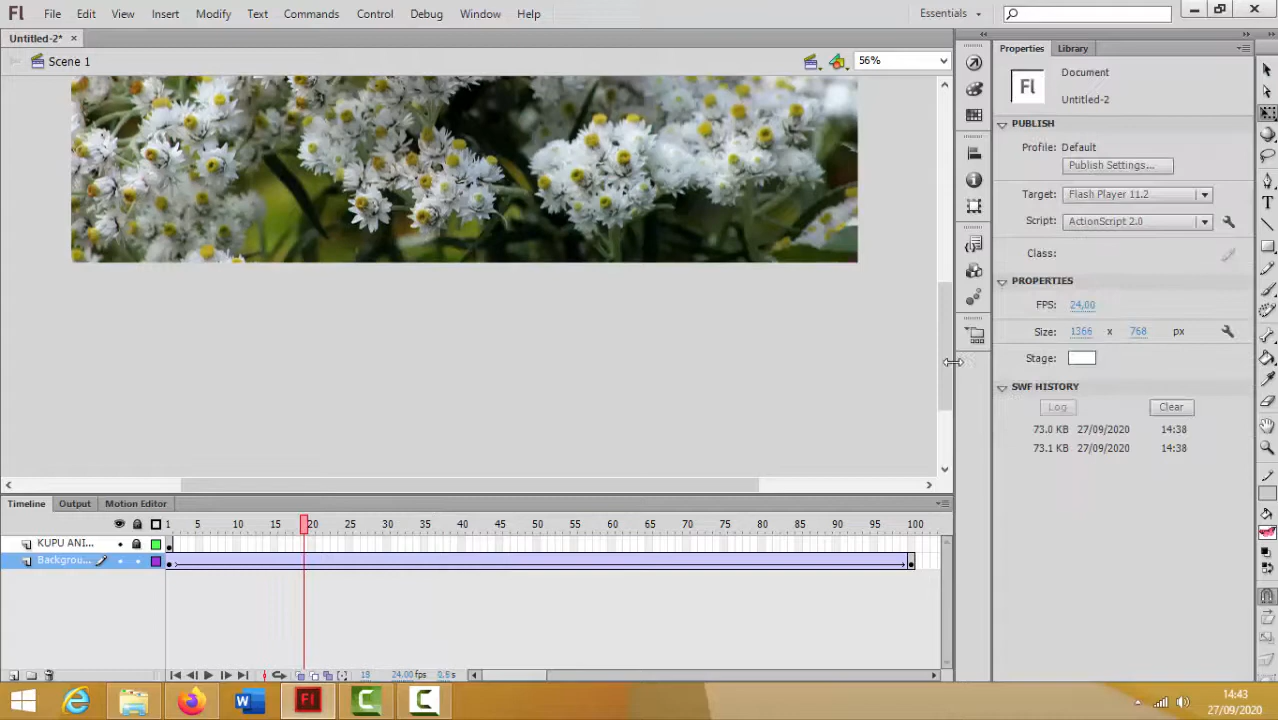 Fl File Edit View Insert Modify Text Commands Control Debug Window Help Essentials
Untitled-2*
Scene 1 56%
Properties Library
Fl Document
Untitled-2
PUBLISH
Profile: Default
Publish Settings...
Target: Flash Player 11.2
Script: ActionScript 2.0
Class:
PROPERTIES
FPS: 24,00
Size: 1366 x 768 px
Stage:
SWF HISTORY
Log Clear
73.0 KB 27/09/2020 14:38
73.1 KB 27/09/2020 14:38
Timeline Output Motion Editor
1 5 10 15 20 25 30 35 40 45 50 55 60 65 70 75 80 85 90 95 100
KUPU ANI...
Backgrou...
24,00 fps
W Fl C C
14:43
27/09/2020